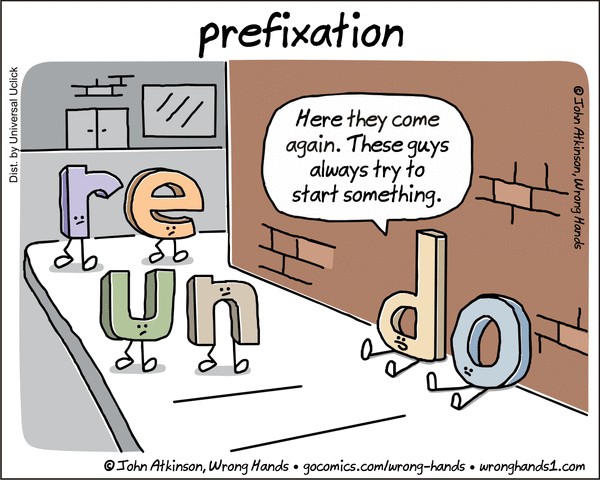 prefixation
Dist. by Universal Uclick
© John Atkinson, Wrong Hands
Here they come
again. These guys
always try to
start something.
re
un
do
© John Atkinson, Wrong Hands • gocomics.com/wrong-hands • wronghands1.com